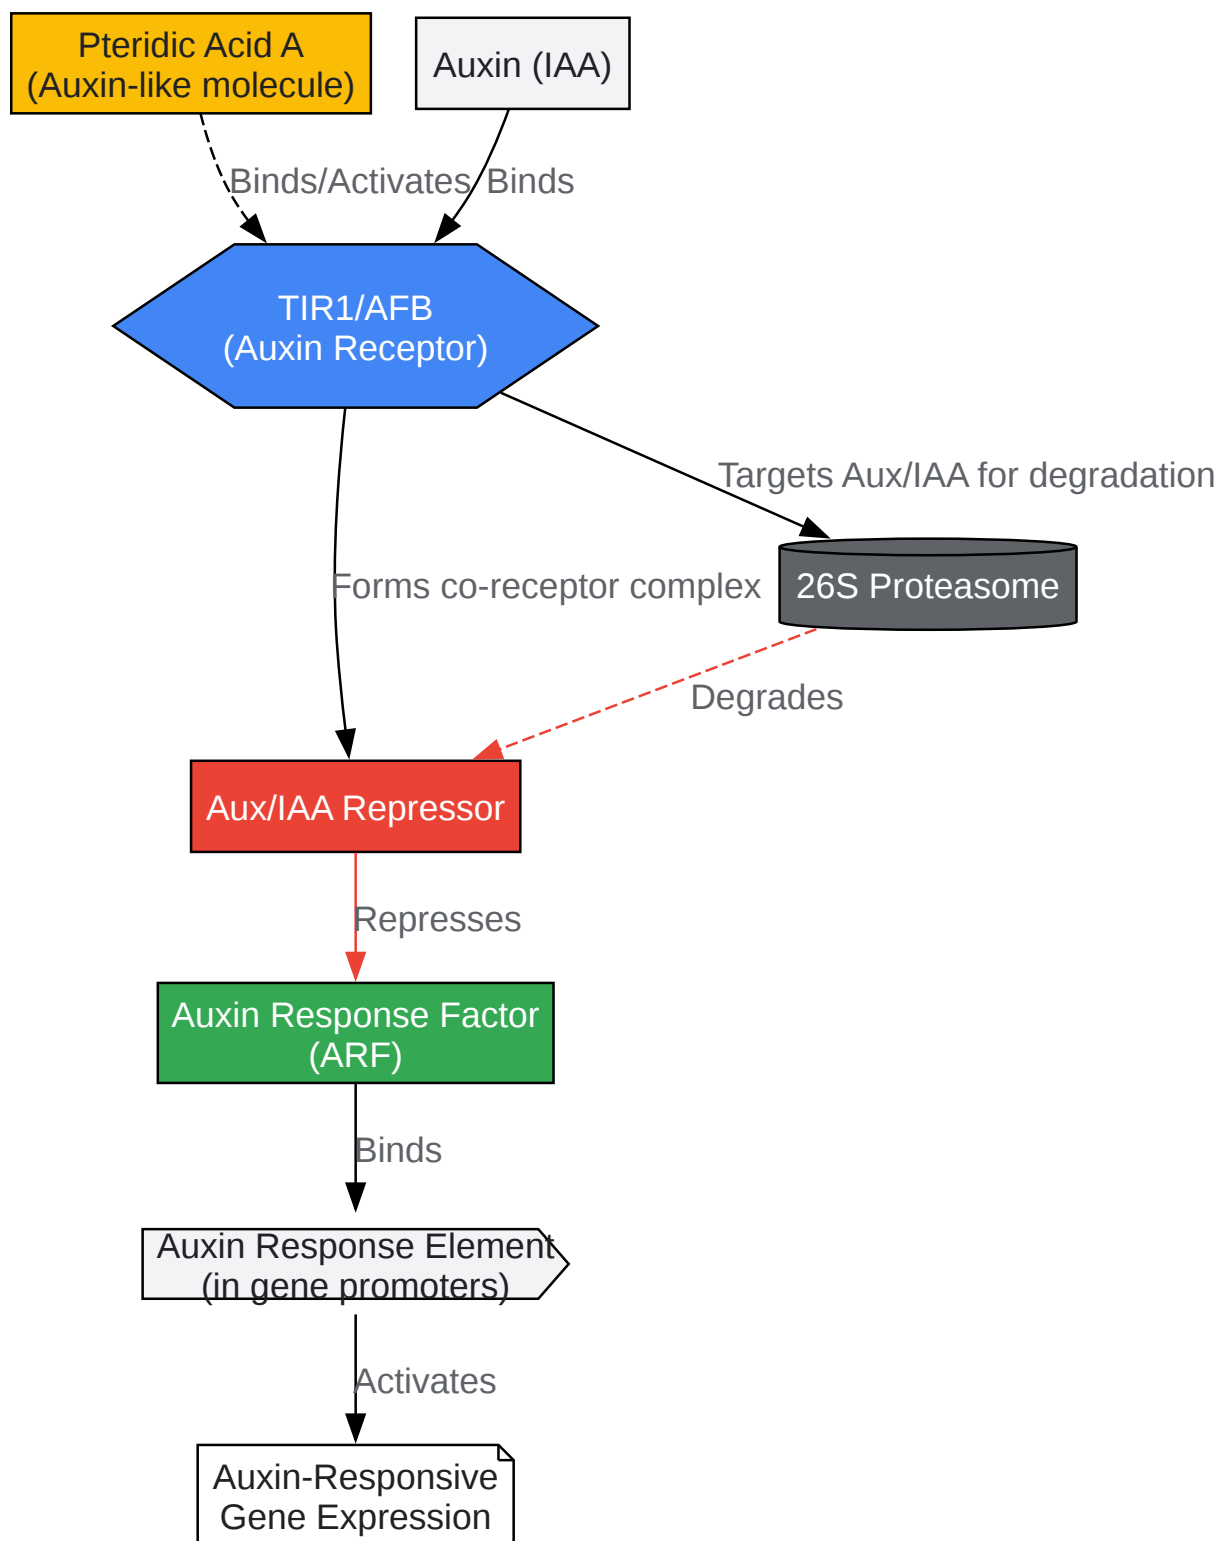 Pteridic Acid A
(Auxin-like molecule)
Auxin (IAA)
Binds/Activates
Binds
TIR1/AFB
(Auxin Receptor)
Targets Aux/IAA for degradation
Forms co-receptor complex
26S Proteasome
Degrades
Aux/IAA Repressor
Represses
Auxin Response Factor
(ARF)
Binds
Auxin Response Element
(in gene promoters)
Activates
Auxin-Responsive
Gene Expression